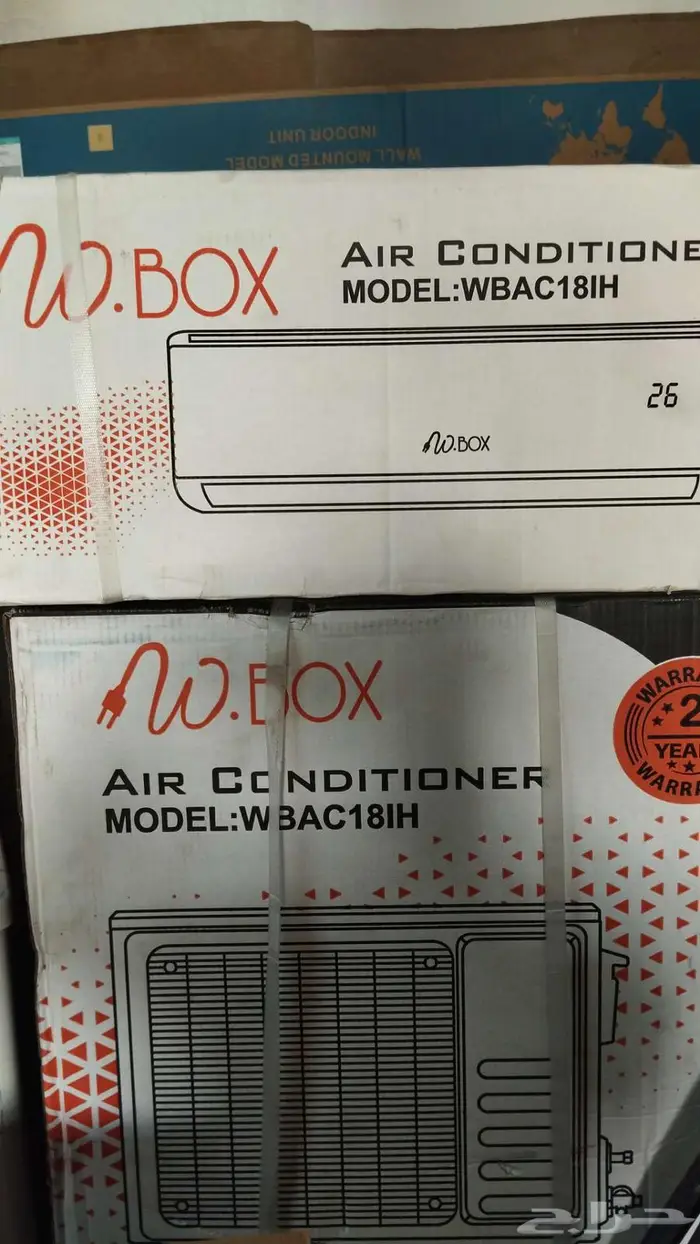 WALL MOUNTED MODEL
INDOOR UNIT
W.BOX
AIR CONDITIONE
MODEL:WBAC18IH
26
W.BOX
W.BOX
AIR CONDITIONER
MODEL:WBAC18IH
WARRA
2
YEA
WARR
حراج